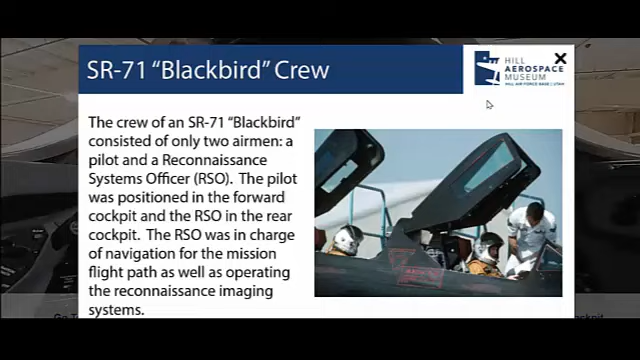 SR-71 “Blackbird” Crew
HILL
AEROSPACE
MUSEUM
HILL AIR FORCE BASE | UTAH
The crew of an SR-71 “Blackbird”
consisted of only two airmen: a
pilot and a Reconnaissance
Systems Officer (RSO). The pilot
was positioned in the forward
cockpit and the RSO in the rear
cockpit. The RSO was in charge
of navigation for the mission
flight path as well as operating
the reconnaissance imaging
systems.